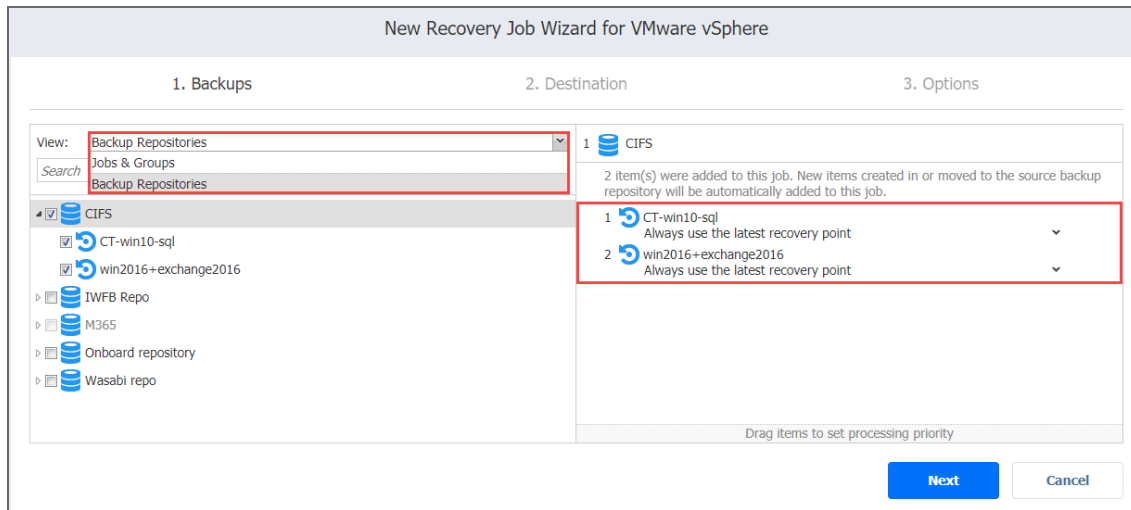 New Recovery Job Wizard for VMware vSphere
1. Backups
2. Destination
3. Options
View:
Backup Repositories
Search
Jobs & Groups
Backup Repositories
CIFS
CT-win10-sql
win2016+exchange2016
IWFB Repo
M365
Onboard repository
Wasabi repo
1 CIFS
2 item(s) were added to this job. New items created in or moved to the source backup
repository will be automatically added to this job.
1 CT-win10-sql
Always use the latest recovery point
2 win2016+exchange2016
Always use the latest recovery point
Drag items to set processing priority
Next
Cancel